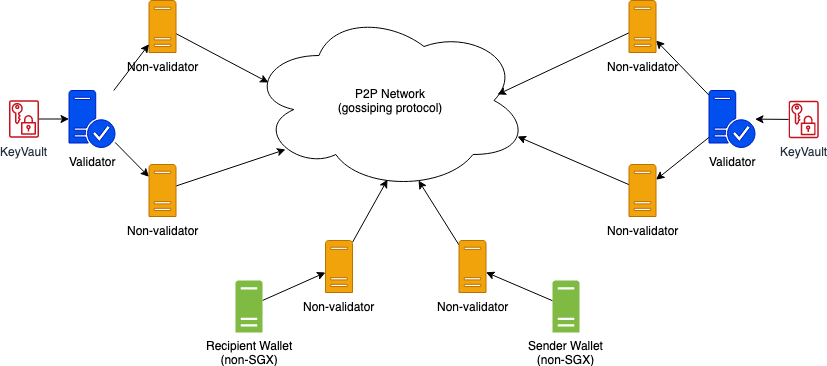 Non-validator
Non-validator
P2P Network
(gossiping protocol)
KeyVault
Validator
Validator
KeyVault
Non-validator
Non-validator
Non-validator
Non-validator
Recipient Wallet
(non-SGX)
Sender Wallet
(non-SGX)